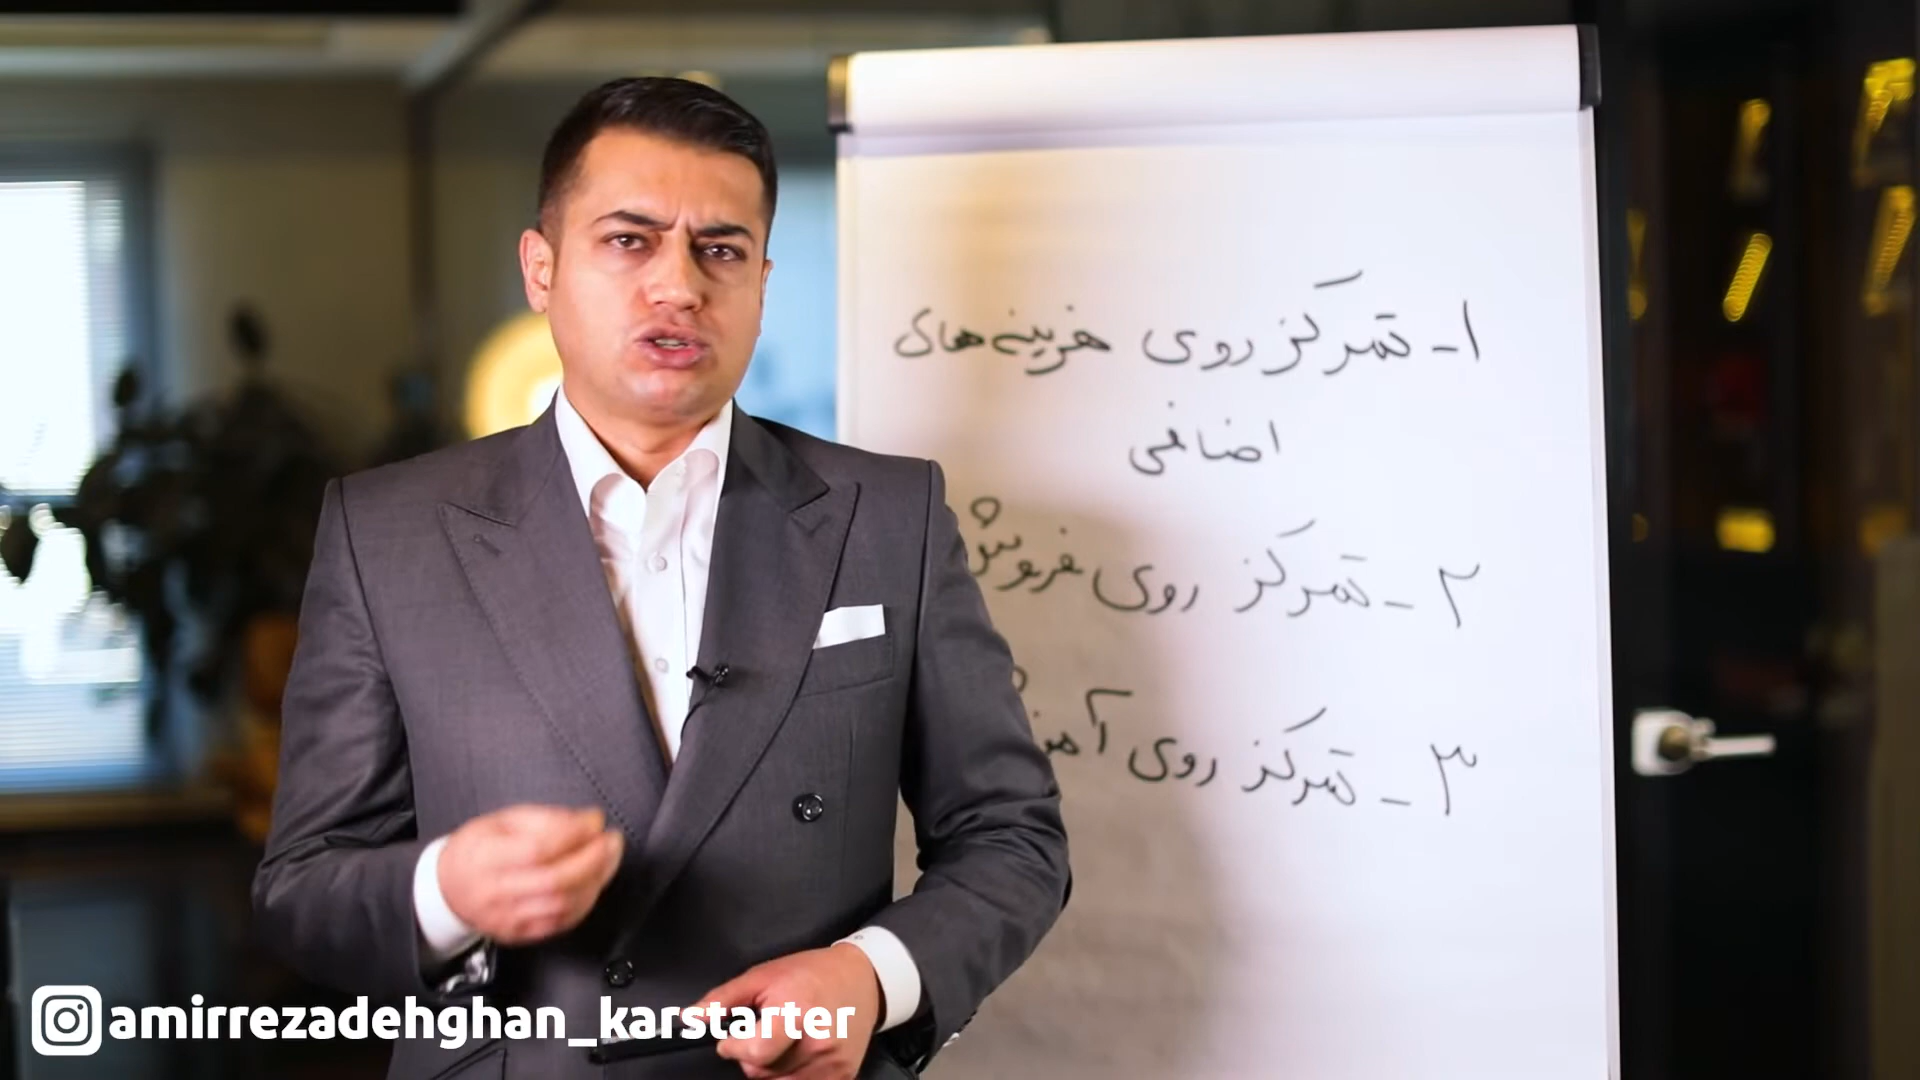 ۱- تمرکز روی هزینه‌های
اضافی
۲- تمرکز روی فروش
۳- تمرکز روی
amirrezadehghan_karstarter